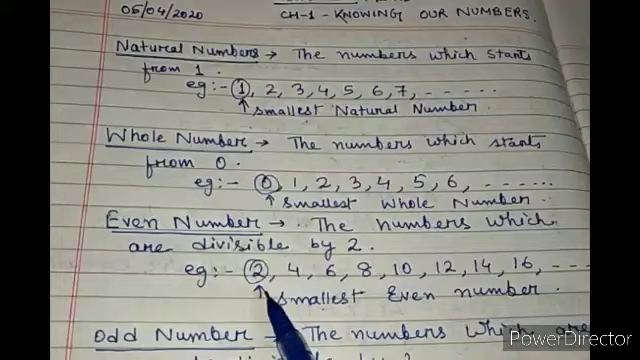 05/04/2020
CH-1 - KNOWING OUR NUMBERS.
Natural Numbers → The numbers which starts
from 1.
eg:- 1, 2, 3, 4, 5, 6, 7, - - - - - -
smallest Natural Number.
Whole Number → The numbers which starts
from 0.
eg:- 0, 1, 2, 3, 4, 5, 6, - - - - - -
smallest Whole Number.
Even Number → The numbers which
are divisible by 2.
eg:- 2, 4, 6, 8, 10, 12, 14, 16, - - -
smallest Even number.
Odd Number → The numbers which are
PowerDirector